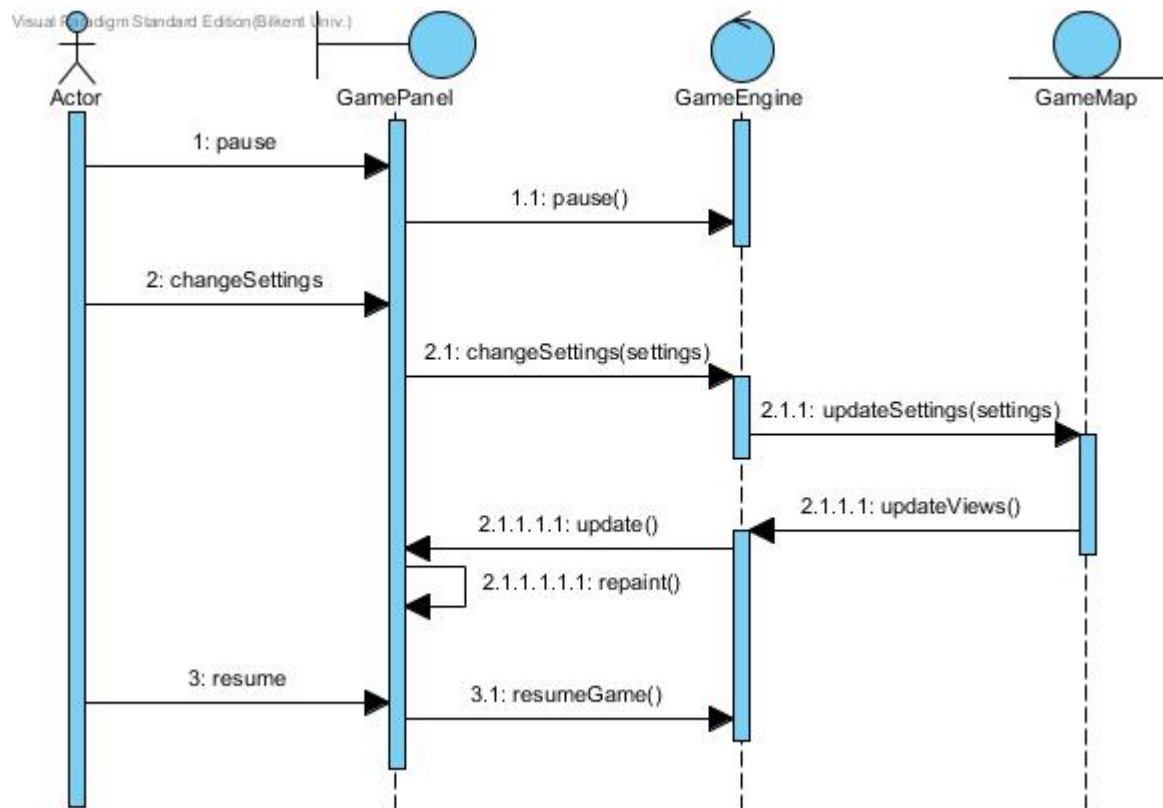 Visual Paradigm Standard Edition(Bilkent Univ.)
Actor
GamePanel
GameEngine
GameMap
1: pause
1.1: pause()
2: changeSettings
2.1: changeSettings(settings)
2.1.1: updateSettings(settings)
2.1.1.1: updateViews()
2.1.1.1.1: update()
2.1.1.1.1.1: repaint()
3: resume
3.1: resumeGame()